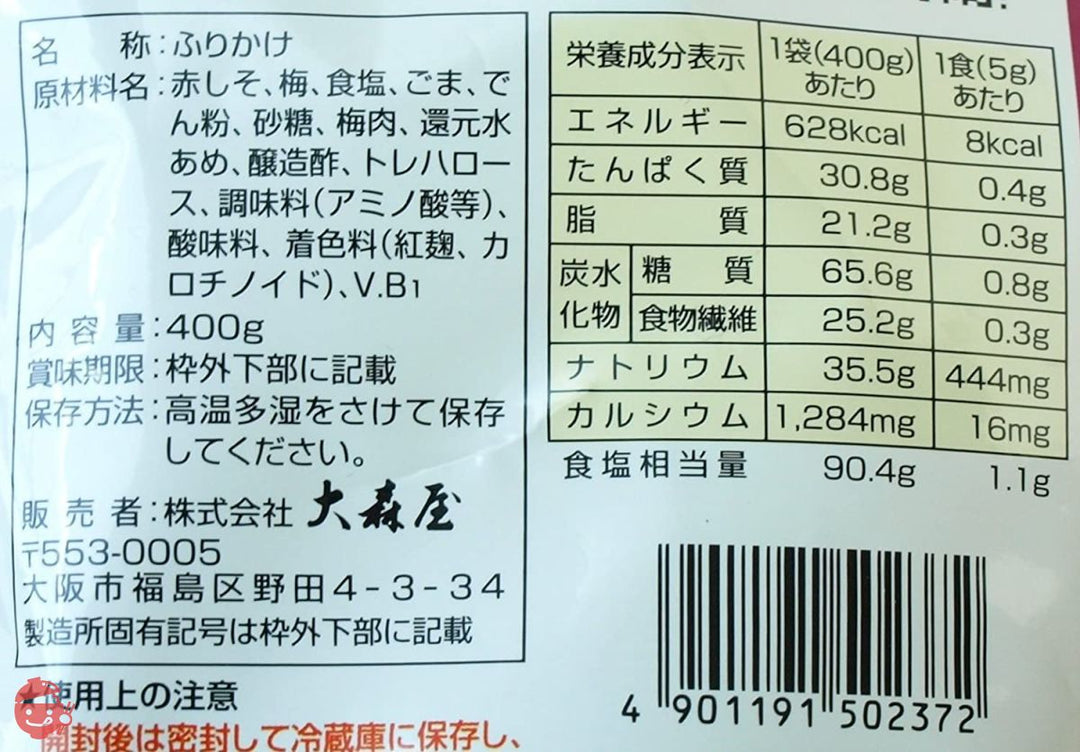 名　称：ふりかけ
原材料名：赤しそ、梅、食塩、ごま、で
ん粉、砂糖、梅肉、還元水
あめ、醸造酢、トレハロー
ス、調味料（アミノ酸等）、
酸味料、着色料（紅麹、カ
ロチノイド）、V.B1
内容量：400g
賞味期限：枠外下部に記載
保存方法：高温多湿をさけて保存
してください。
販売者：株式会社 大森屋
〒553-0005
大阪市福島区野田4-3-34
製造所固有記号は枠外下部に記載
使用上の注意
開封後は密封して冷蔵庫に保存し、
栄養成分表示 1袋(400g)あたり 1食(5g)あたり
エネルギー 628kcal 8kcal
たんぱく質 30.8g 0.4g
脂質 21.2g 0.3g
炭水化物 糖質 65.6g 0.8g
食物繊維 25.2g 0.3g
ナトリウム 35.5g 444mg
カルシウム 1,284mg 16mg
食塩相当量 90.4g 1.1g
4 901191 502372